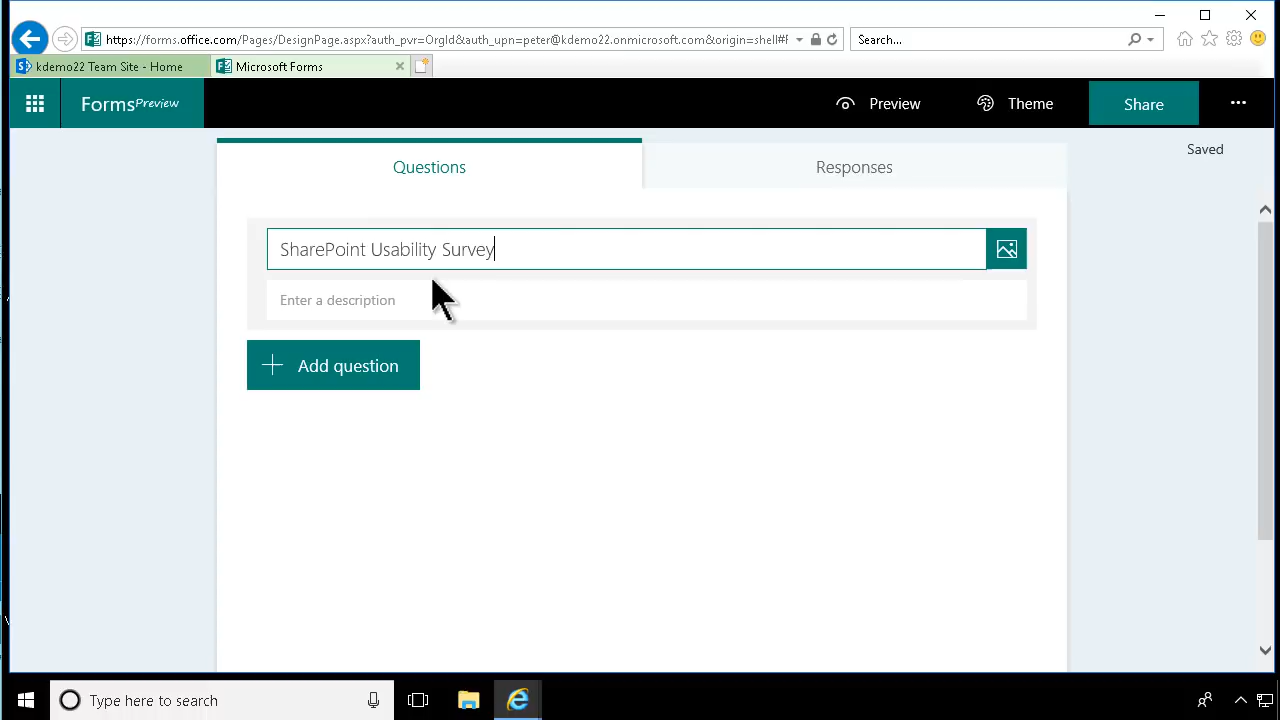 https://forms.office.com/Pages/DesignPage.aspx?auth_pvr=OrgId&auth_upn=peter@kdemo22.onmicrosoft.com&origin=shell#F
Search...
kdemo22 Team Site - Home
Microsoft Forms
Forms Preview
Preview
Theme
Share
...
Questions
Responses
Saved
SharePoint Usability Survey
Enter a description
Add question
Type here to search